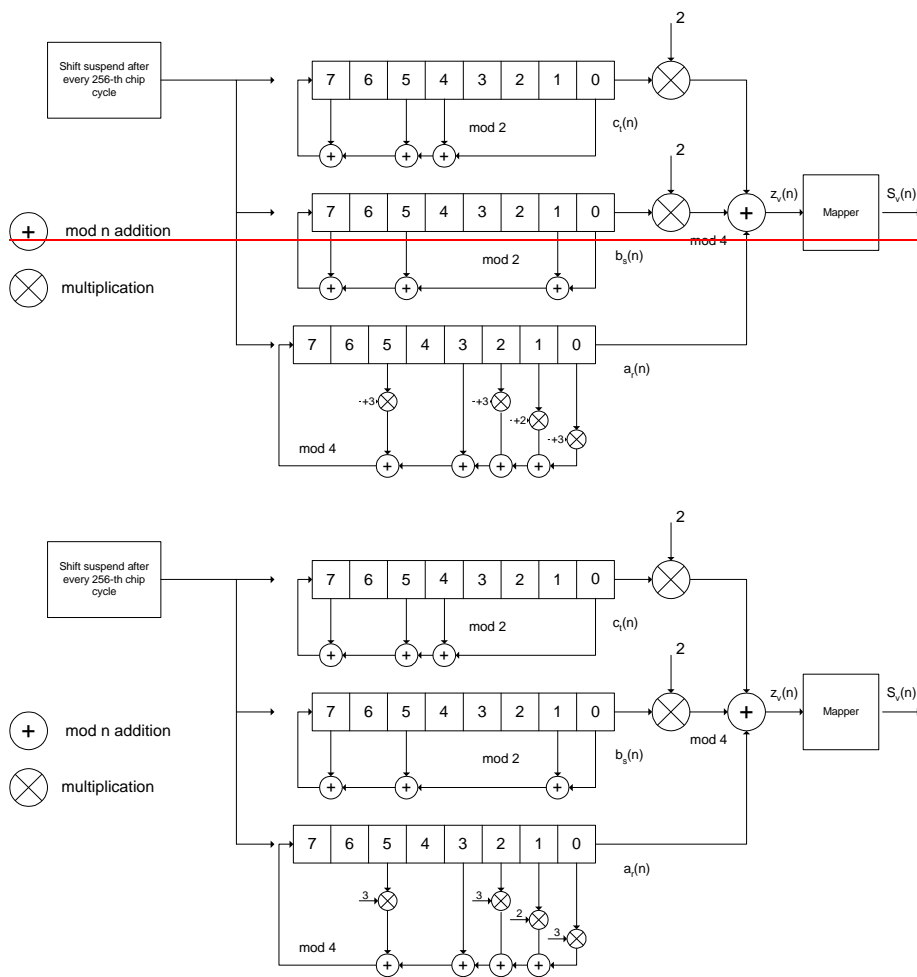 2
Shift suspend after
every 256-th chip
cycle
7 6 5 4 3 2 1 0
mod 2
c_t(n)
2
z_v(n)
S_v(n)
7 6 5 4 3 2 1 0
+
Mapper
+ mod n addition
mod 4
mod 2
b_s(n)
+ + +
+ + +
multiplication
7 6 5 4 3 2 1 0
a_r(n)
-+3
-+3
-+2
-+3
mod 4
+ + + +
2
Shift suspend after
every 256-th chip
cycle
7 6 5 4 3 2 1 0
mod 2
c_t(n)
+ + +
2
z_v(n)
S_v(n)
7 6 5 4 3 2 1 0
+
Mapper
+ mod n addition
mod 4
mod 2
b_s(n)
+ + +
multiplication
7 6 5 4 3 2 1 0
a_r(n)
3
3
2
3
mod 4
+ + + +